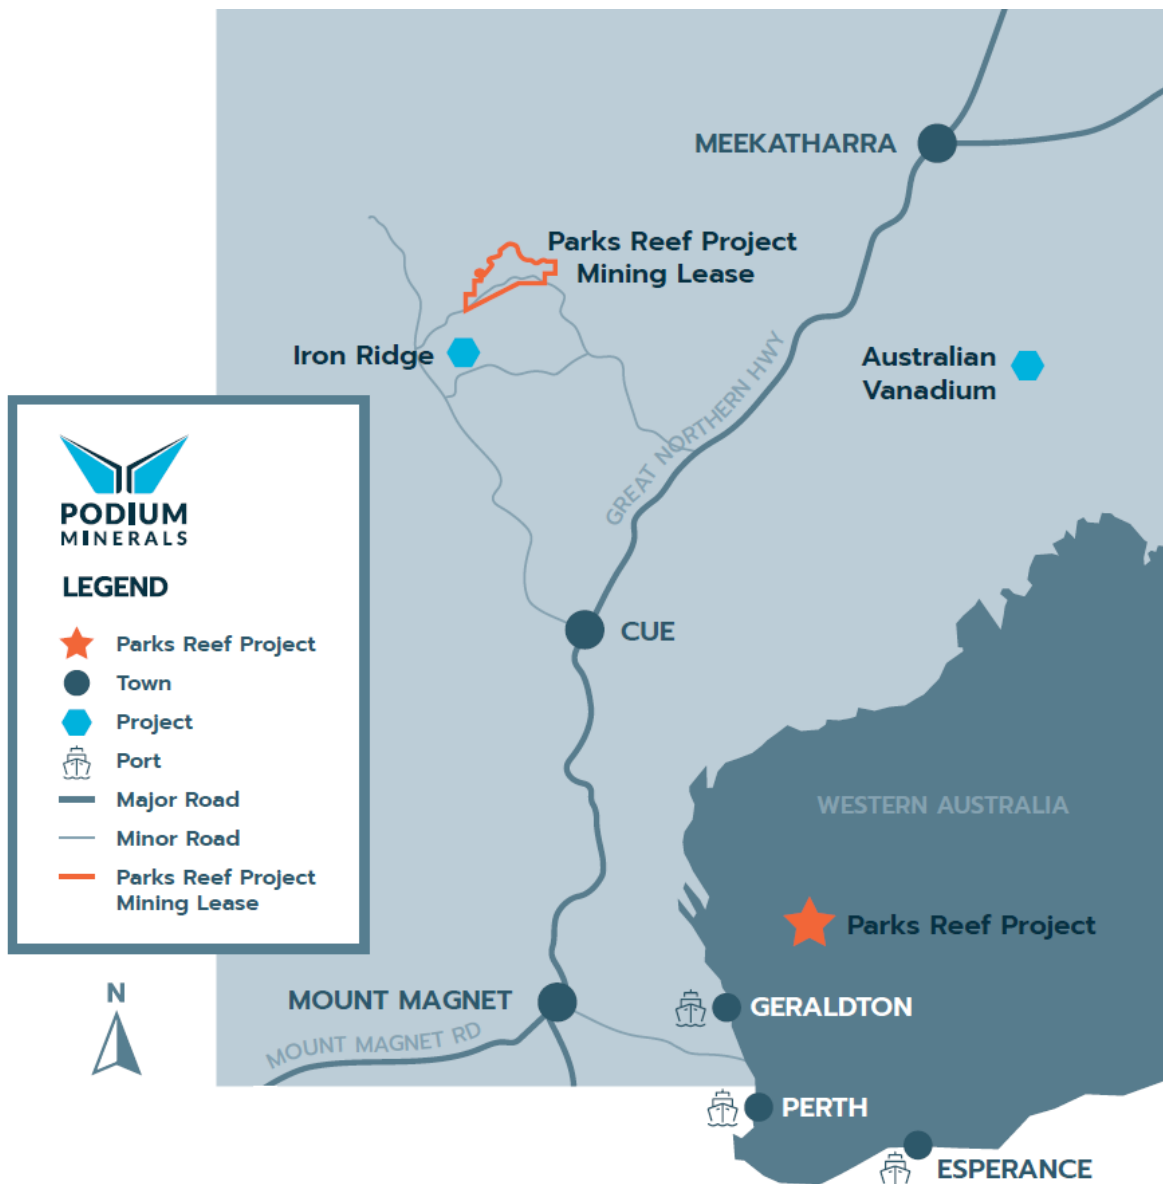 MEEKATHARRA
Parks Reef Project
Mining Lease
Iron Ridge
Australian
Vanadium
GREAT NORTHERN HWY
PODIUM
MINERALS
LEGEND
Parks Reef Project
Town
Project
Port
Major Road
Minor Road
Parks Reef Project
Mining Lease
CUE
WESTERN AUSTRALIA
Parks Reef Project
N
MOUNT MAGNET
MOUNT MAGNET RD
GERALDTON
PERTH
ESPERANCE